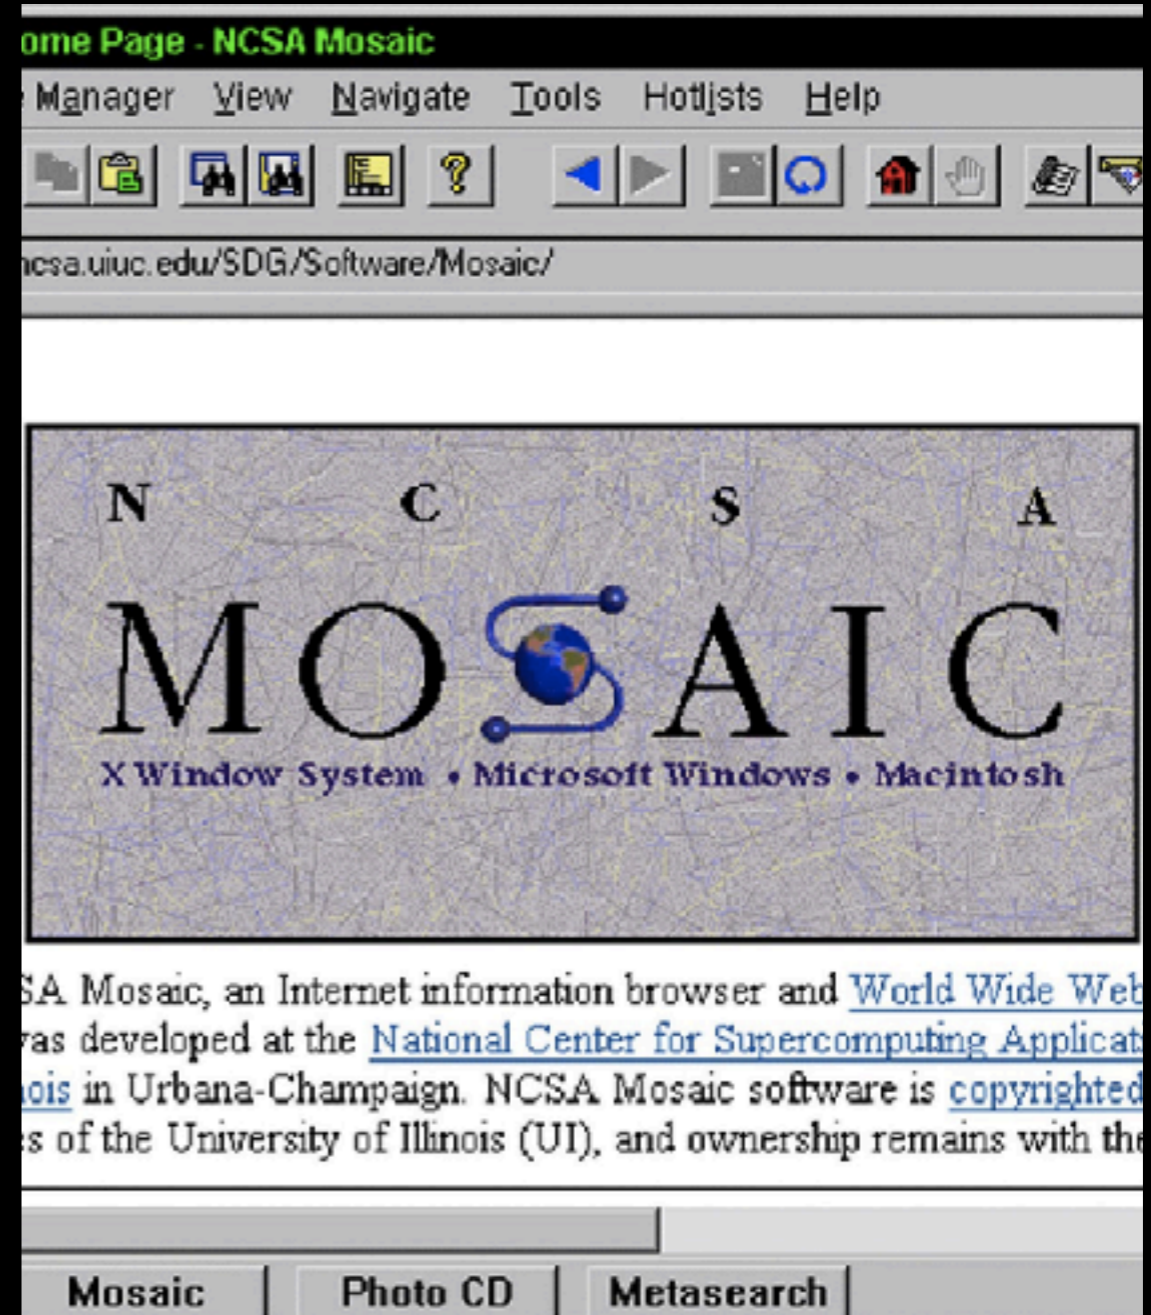 ome Page - NCSA Mosaic
Manager View Navigate Tools Hotlists Help
ncsa.uiuc.edu/SDG/Software/Mosaic/
N C S A
MOSAIC
X Window System • Microsoft Windows • Macintosh
SA Mosaic, an Internet information browser and World Wide Web
was developed at the National Center for Supercomputing Applicat
ois in Urbana-Champaign. NCSA Mosaic software is copyrighted
s of the University of Illinois (UI), and ownership remains with the
Mosaic Photo CD Metasearch